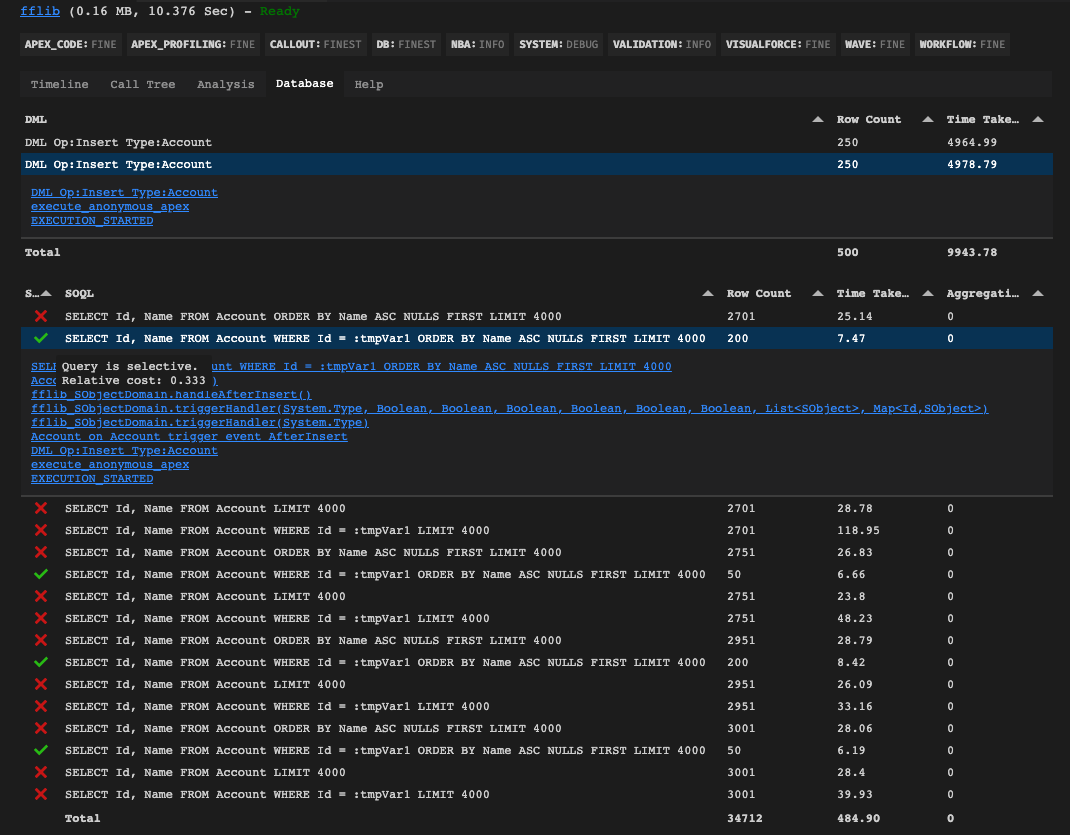 fflib (0.16 MB, 10.376 Sec) - Ready
APEX_CODE: FINE APEX_PROFILING: FINE CALLOUT: FINEST DB: FINEST NBA: INFO SYSTEM: DEBUG VALIDATION: INFO VISUALFORCE: FINE WAVE: FINE WORKFLOW: FINE
Timeline Call Tree Analysis Database Help
DML Row Count Time Take…
DML Op:Insert Type:Account 250 4964.99
DML Op:Insert Type:Account 250 4978.79
DML Op:Insert Type:Account
execute_anonymous_apex
EXECUTION_STARTED
Total 500 9943.78
S… SOQL Row Count Time Take… Aggregati…
SELECT Id, Name FROM Account ORDER BY Name ASC NULLS FIRST LIMIT 4000 2701 25.14 0
SELECT Id, Name FROM Account WHERE Id = :tmpVar1 ORDER BY Name ASC NULLS FIRST LIMIT 4000 200 7.47 0
SELE Query is selective. unt WHERE Id = :tmpVar1 ORDER BY Name ASC NULLS FIRST LIMIT 4000
Acco Relative cost: 0.333 )
fflib_SObjectDomain.handleAfterInsert()
fflib_SObjectDomain.triggerHandler(System.Type, Boolean, Boolean, Boolean, Boolean, Boolean, Boolean, List<SObject>, Map<Id,SObject>)
fflib_SObjectDomain.triggerHandler(System.Type)
Account on Account trigger event AfterInsert
DML Op:Insert Type:Account
execute_anonymous_apex
EXECUTION_STARTED
SELECT Id, Name FROM Account LIMIT 4000 2701 28.78 0
SELECT Id, Name FROM Account WHERE Id = :tmpVar1 LIMIT 4000 2701 118.95 0
SELECT Id, Name FROM Account ORDER BY Name ASC NULLS FIRST LIMIT 4000 2751 26.83 0
SELECT Id, Name FROM Account WHERE Id = :tmpVar1 ORDER BY Name ASC NULLS FIRST LIMIT 4000 50 6.66 0
SELECT Id, Name FROM Account LIMIT 4000 2751 23.8 0
SELECT Id, Name FROM Account WHERE Id = :tmpVar1 LIMIT 4000 2751 48.23 0
SELECT Id, Name FROM Account ORDER BY Name ASC NULLS FIRST LIMIT 4000 2951 28.79 0
SELECT Id, Name FROM Account WHERE Id = :tmpVar1 ORDER BY Name ASC NULLS FIRST LIMIT 4000 200 8.42 0
SELECT Id, Name FROM Account LIMIT 4000 2951 26.09 0
SELECT Id, Name FROM Account WHERE Id = :tmpVar1 LIMIT 4000 2951 33.16 0
SELECT Id, Name FROM Account ORDER BY Name ASC NULLS FIRST LIMIT 4000 3001 28.06 0
SELECT Id, Name FROM Account WHERE Id = :tmpVar1 ORDER BY Name ASC NULLS FIRST LIMIT 4000 50 6.19 0
SELECT Id, Name FROM Account LIMIT 4000 3001 28.4 0
SELECT Id, Name FROM Account WHERE Id = :tmpVar1 LIMIT 4000 3001 39.93 0
Total 34712 484.90 0